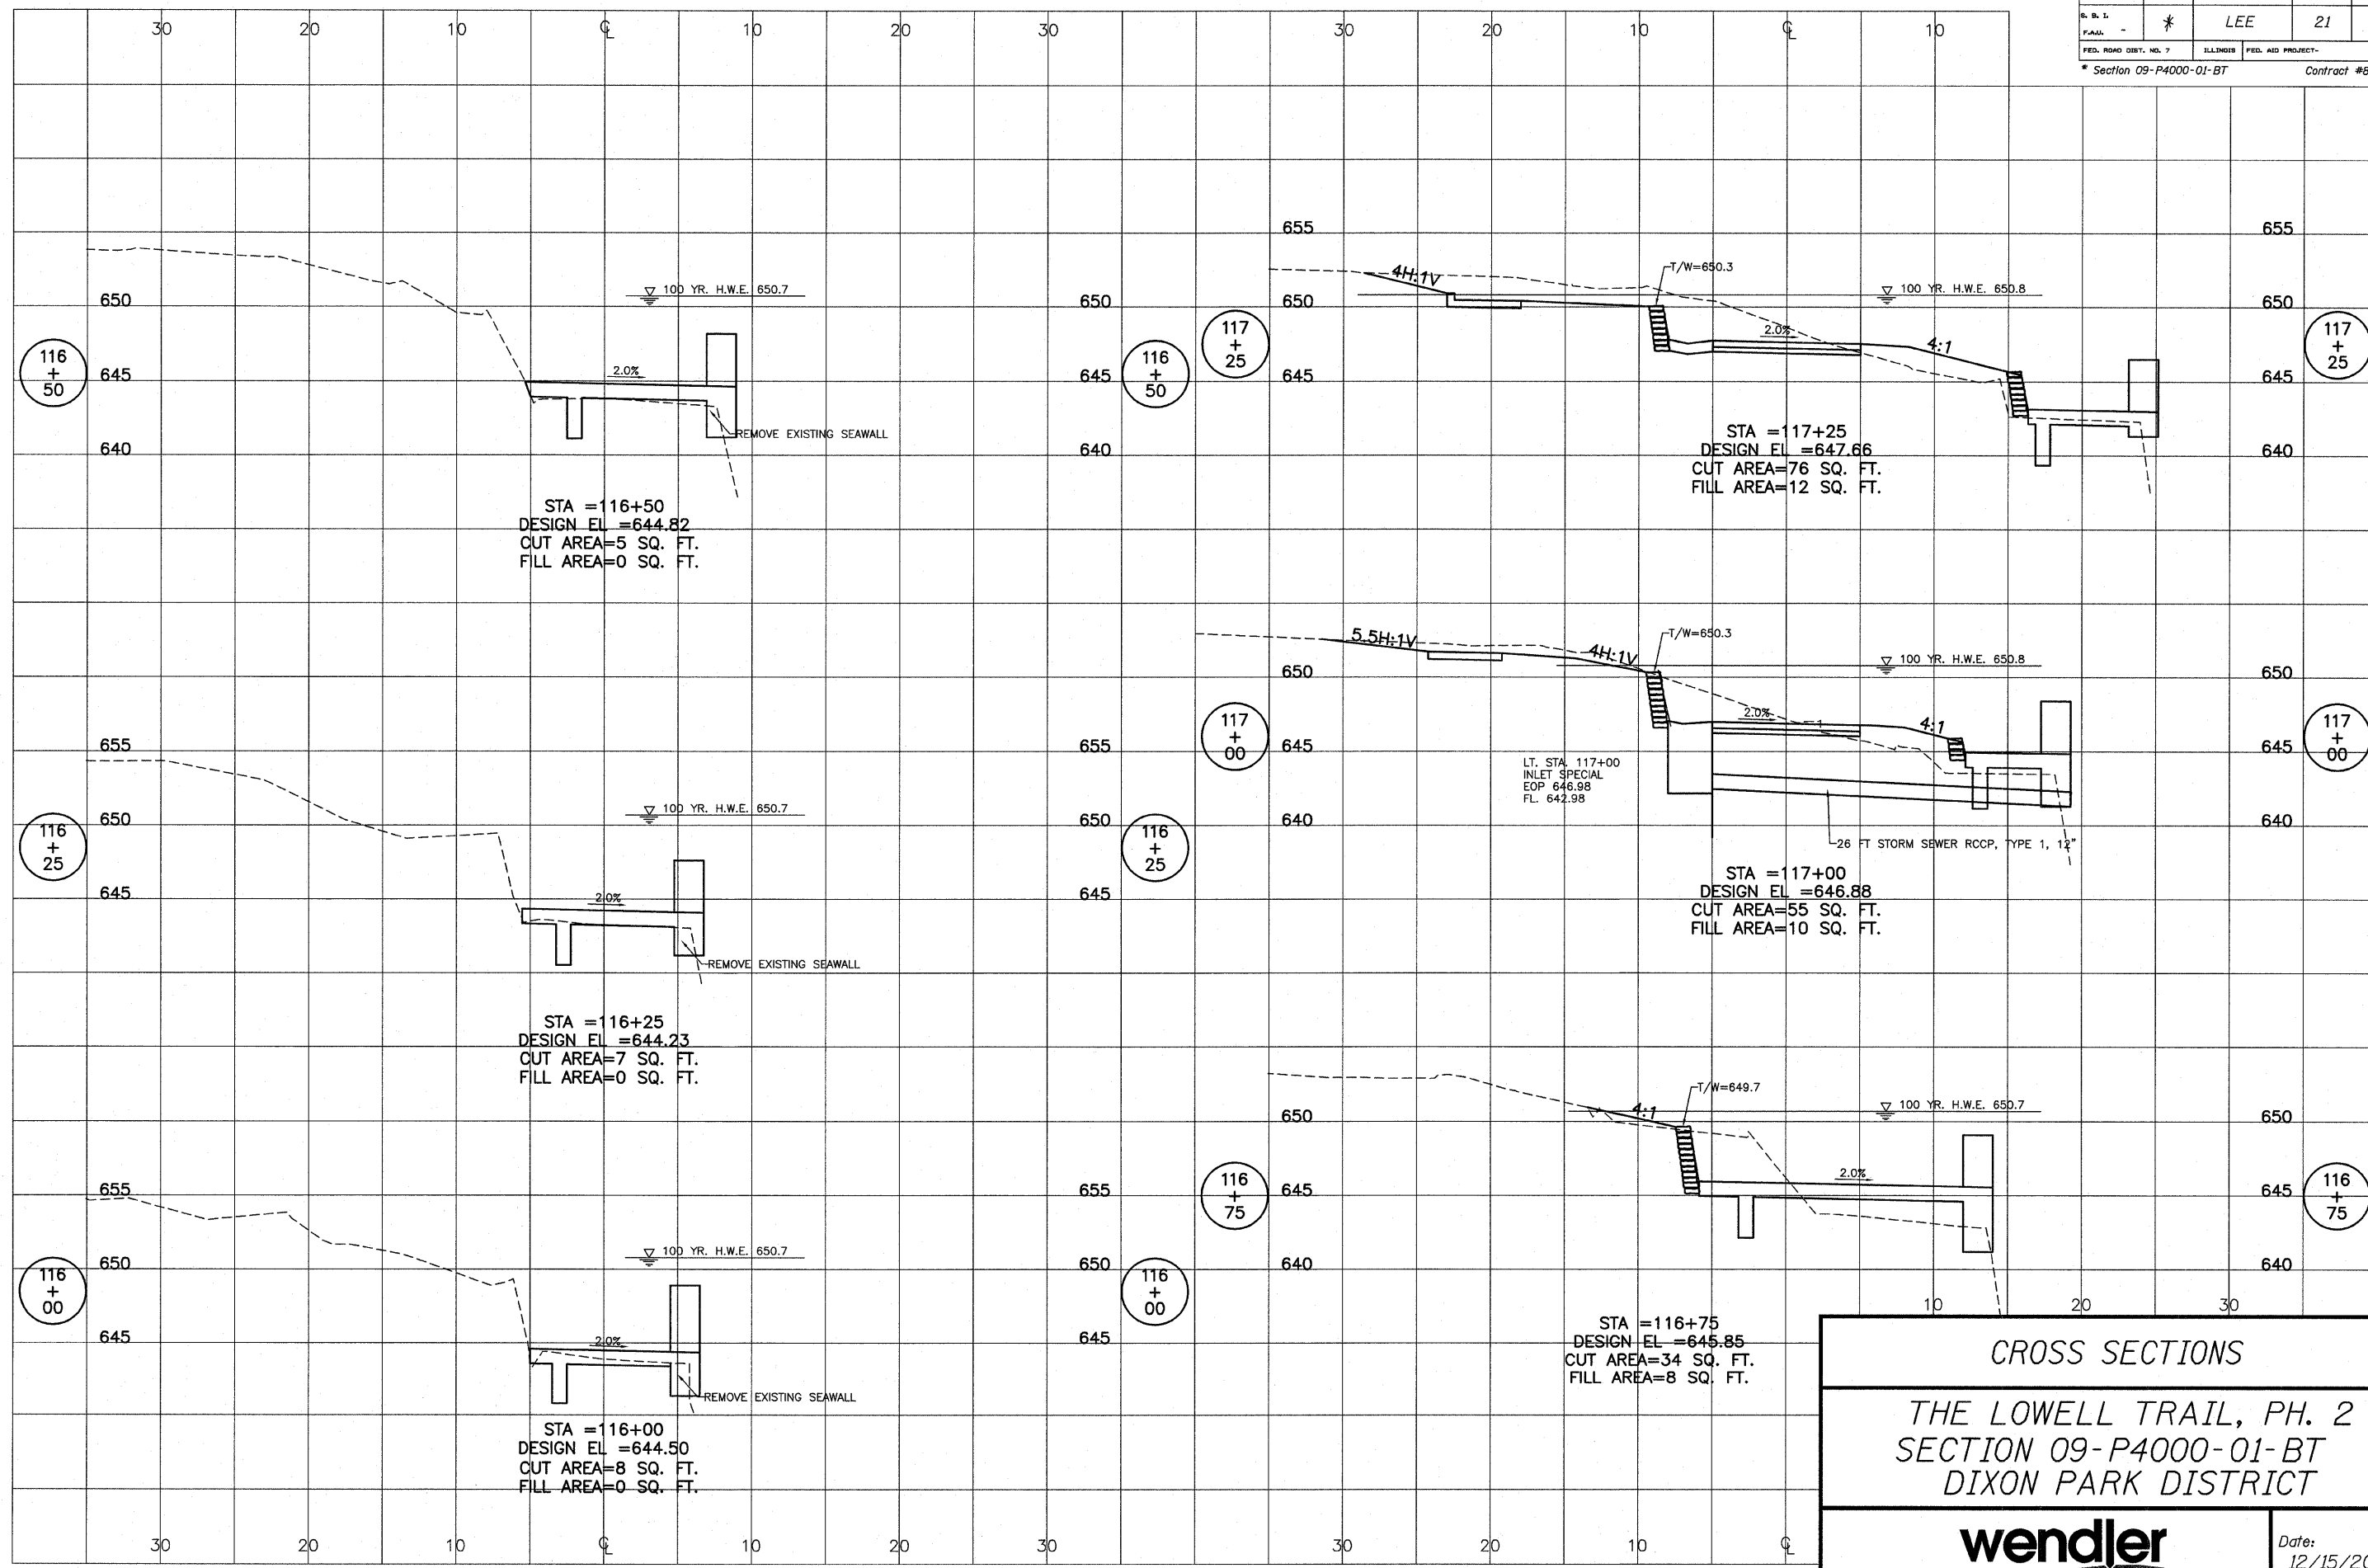 30 20 10 ℄ 10 20 30 30 20 10 ℄ 10
S. B. I.
F.A.U. -
*
LEE
21
FED. ROAD DIST. NO. 7 ILLINOIS FED. AID PROJECT-
* Section 09-P4000-01-BT Contract #8
116
+
50
650
645
640
100 YR. H.W.E. 650.7
2.0%
REMOVE EXISTING SEAWALL
STA =116+50
DESIGN EL =644.82
CUT AREA=5 SQ. FT.
FILL AREA=0 SQ. FT.
650
645
640
116
+
50
116
+
25
655
650
645
100 YR. H.W.E. 650.7
2.0%
REMOVE EXISTING SEAWALL
STA =116+25
DESIGN EL =644.23
CUT AREA=7 SQ. FT.
FILL AREA=0 SQ. FT.
655
650
645
116
+
25
116
+
00
655
650
645
100 YR. H.W.E. 650.7
2.0%
REMOVE EXISTING SEAWALL
STA =116+00
DESIGN EL =644.50
CUT AREA=8 SQ. FT.
FILL AREA=0 SQ. FT.
655
650
645
116
+
00
117
+
25
655
650
645
4H:1V
T/W=650.3
100 YR. H.W.E. 650.8
2.0%
4:1
STA =117+25
DESIGN EL =647.66
CUT AREA=76 SQ. FT.
FILL AREA=12 SQ. FT.
655
650
645
640
117
+
25
117
+
00
650
645
640
5.5H:1V
4H:1V
T/W=650.3
100 YR. H.W.E. 650.8
2.0%
4:1
LT. STA. 117+00
INLET SPECIAL
EOP 646.98
FL. 642.98
26 FT STORM SEWER RCCP, TYPE 1, 12"
STA =117+00
DESIGN EL =646.88
CUT AREA=55 SQ. FT.
FILL AREA=10 SQ. FT.
650
645
640
117
+
00
116
+
75
650
645
640
4:1
T/W=649.7
100 YR. H.W.E. 650.7
2.0%
STA =116+75
DESIGN EL =645.85
CUT AREA=34 SQ. FT.
FILL AREA=8 SQ. FT.
650
645
640
116
+
75
10 20 30
30 20 10 ℄ 10 20 30 30 20 10 ℄
CROSS SECTIONS
THE LOWELL TRAIL, PH. 2
SECTION 09-P4000-01-BT
DIXON PARK DISTRICT
wendler
Date:
12/15/20